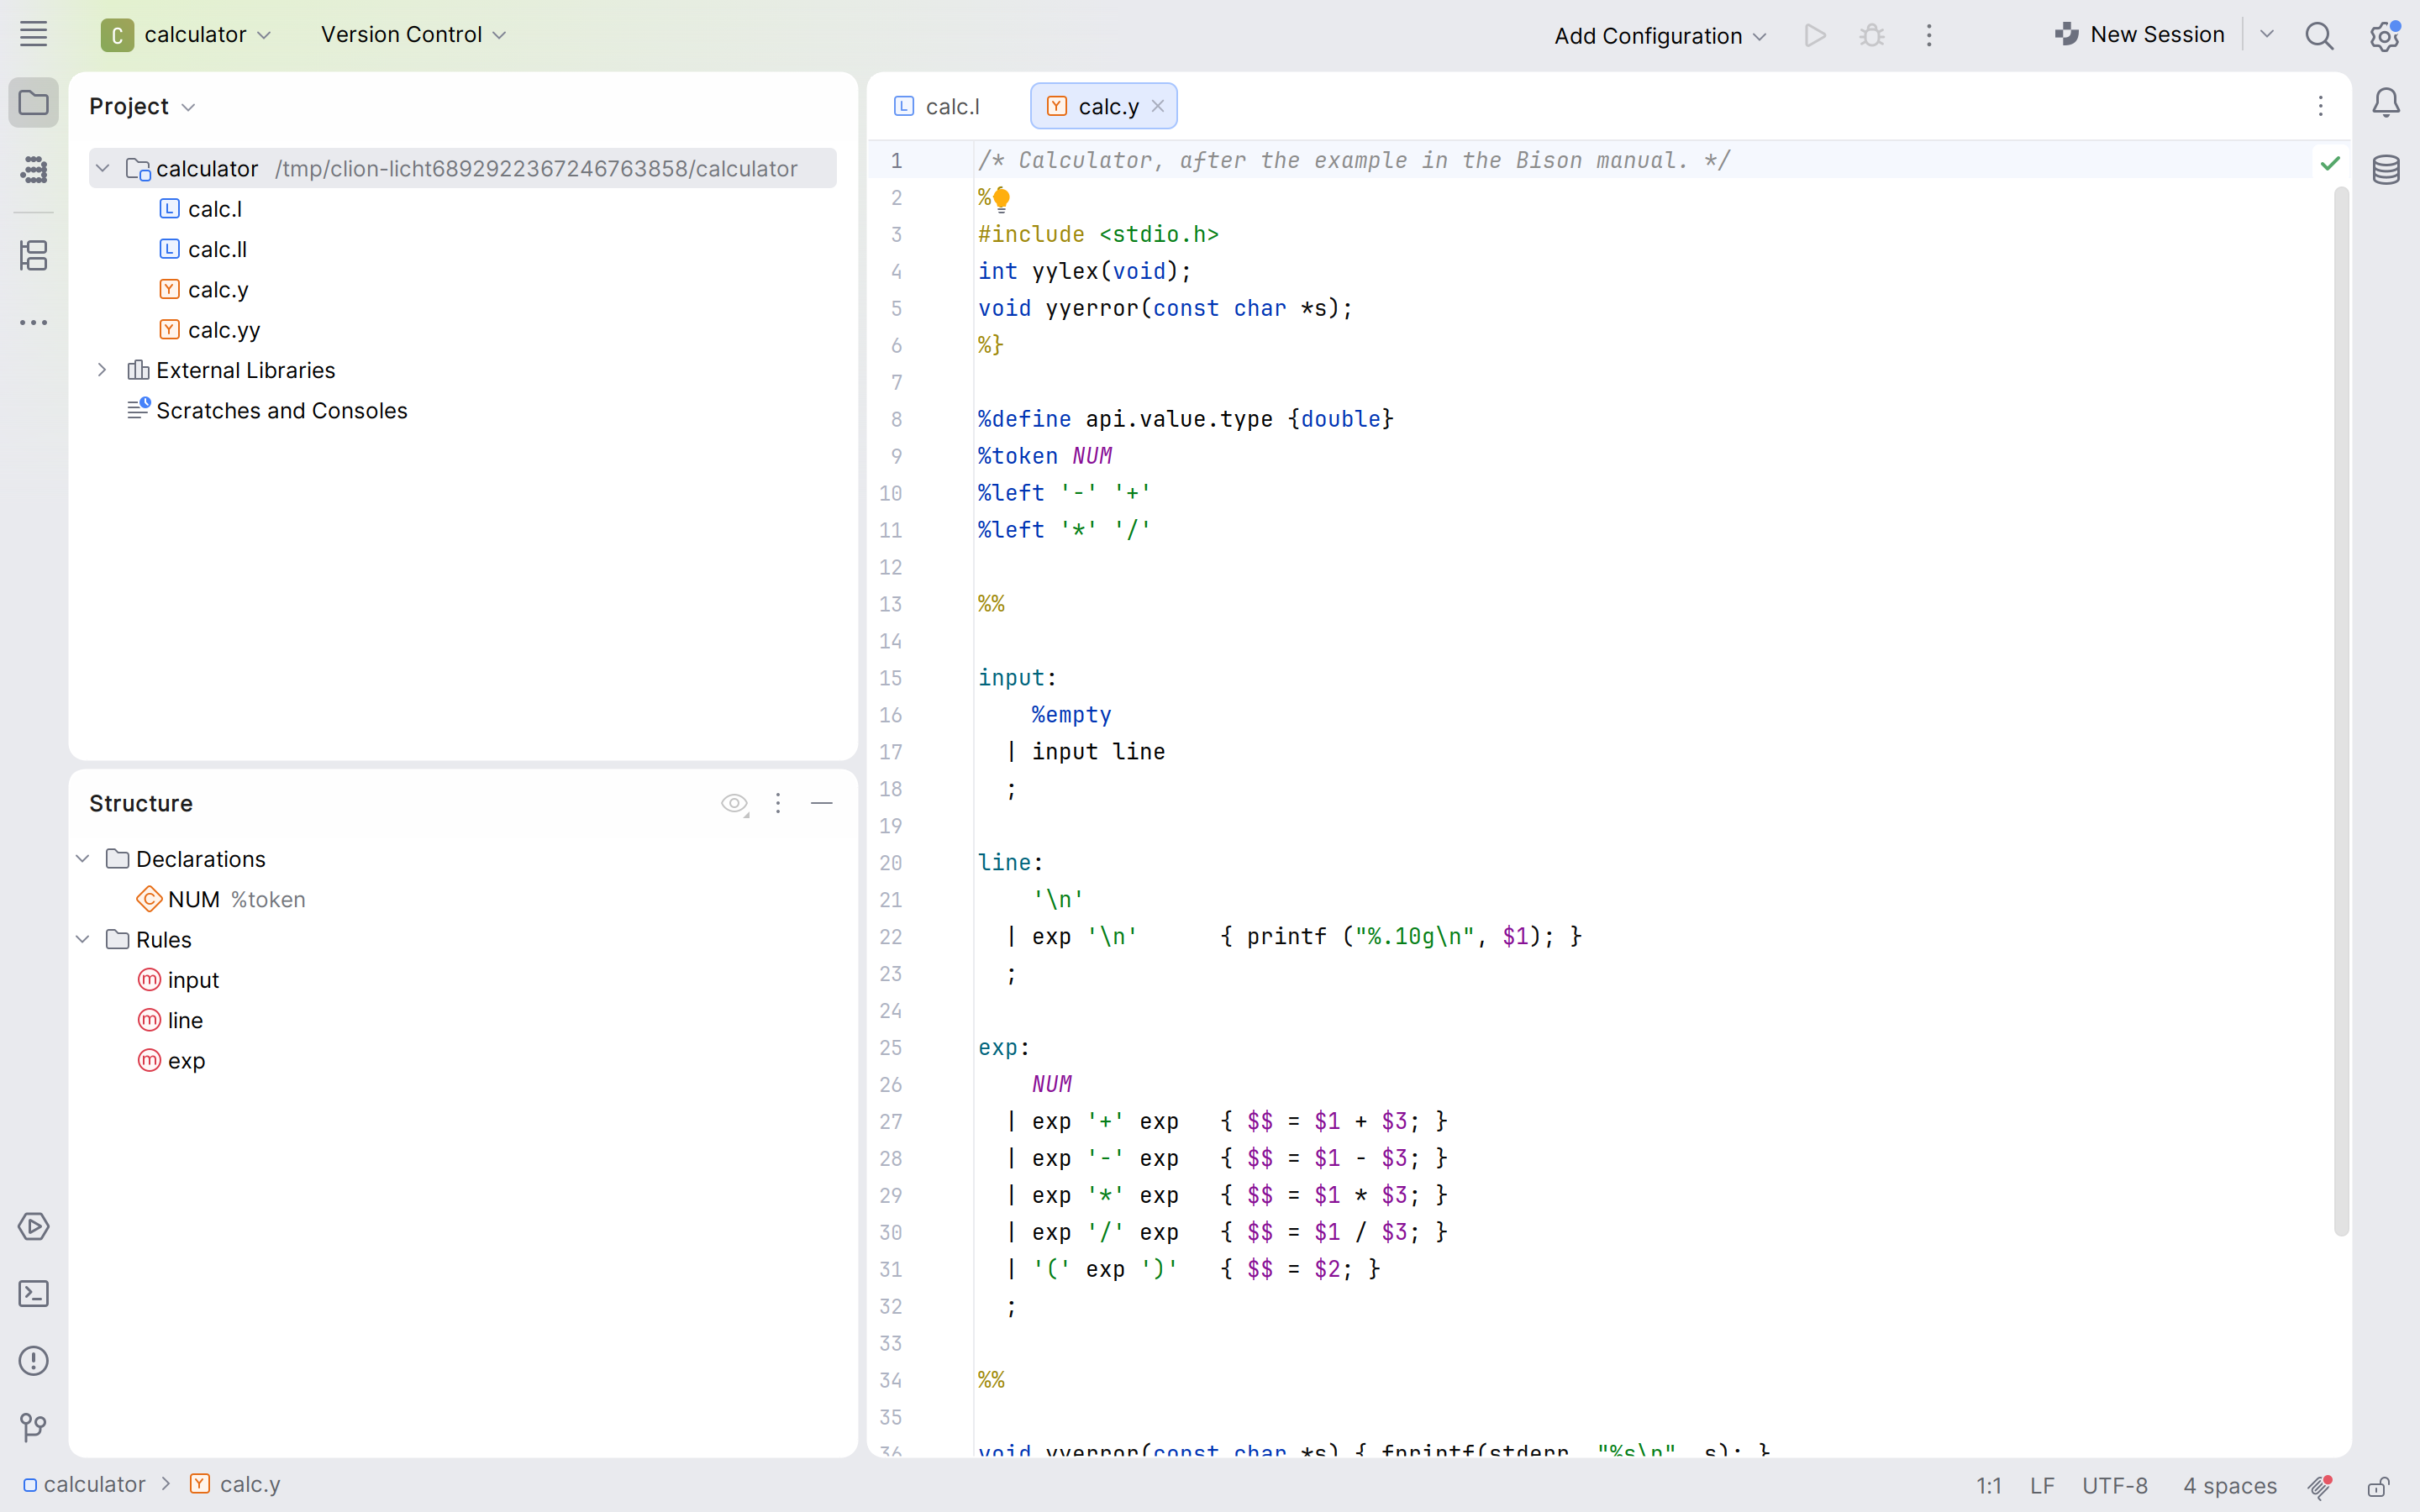 C calculator Version Control Add Configuration New Session
Project
calculator /tmp/clion-licht6892922367246763858/calculator
L calc.l
L calc.ll
Y calc.y
Y calc.yy
External Libraries
Scratches and Consoles
Structure
Declarations
C NUM %token
Rules
m input
m line
m exp
L calc.l Y calc.y
1 /* Calculator, after the example in the Bison manual. */
2 %
3 #include <stdio.h>
4 int yylex(void);
5 void yyerror(const char *s);
6 %}
7
8 %define api.value.type {double}
9 %token NUM
10 %left '-' '+'
11 %left '*' '/'
12
13 %%
14
15 input:
16 %empty
17 | input line
18 ;
19
20 line:
21 '\n'
22 | exp '\n' { printf ("%.10g\n", $1); }
23 ;
24
25 exp:
26 NUM
27 | exp '+' exp { $$ = $1 + $3; }
28 | exp '-' exp { $$ = $1 - $3; }
29 | exp '*' exp { $$ = $1 * $3; }
30 | exp '/' exp { $$ = $1 / $3; }
31 | '(' exp ')' { $$ = $2; }
32 ;
33
34 %%
35
36 void yyerror(const char *s) { fprintf(stderr, "%s\n", s); }
calculator > Y calc.y 1:1 LF UTF-8 4 spaces